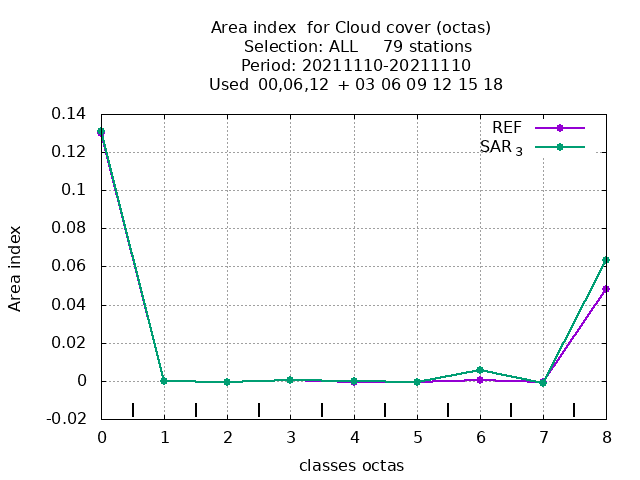 Area index  for Cloud cover (octas)
Selection: ALL     79 stations
Period: 20211110-20211110
Used  00,06,12  + 03 06 09 12 15 18
0.14
0.12
0.1
0.08
0.06
0.04
0.02
0
-0.02
REF
SAR 3
Area index
0 1 2 3 4 5 6 7 8
classes octas